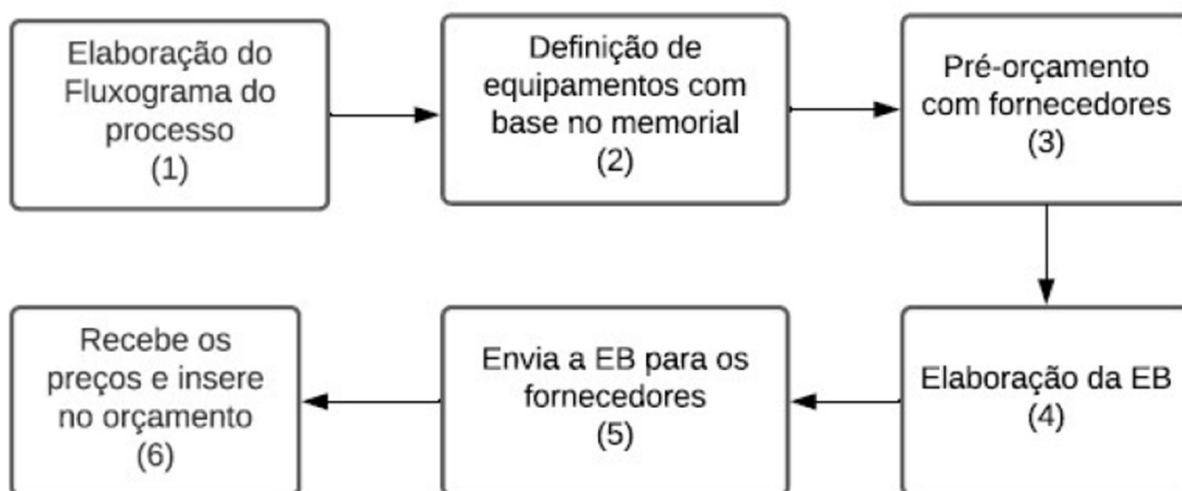 Elaboração do
Fluxograma do
processo
(1)
Definição de
equipamentos com
base no memorial
(2)
Pré-orçamento
com fornecedores
(3)
Elaboração da EB
(4)
Envia a EB para os
fornecedores
(5)
Recebe os
preços e insere
no orçamento
(6)